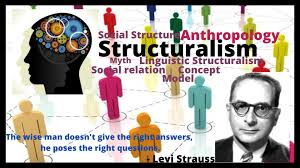 Social Structure Anthropology
Structuralism
Myth Linguistic Structuralism
Social relation Concept
Model
The wise man doesn't give the right answers,
he poses the right questions.
- Levi Strauss